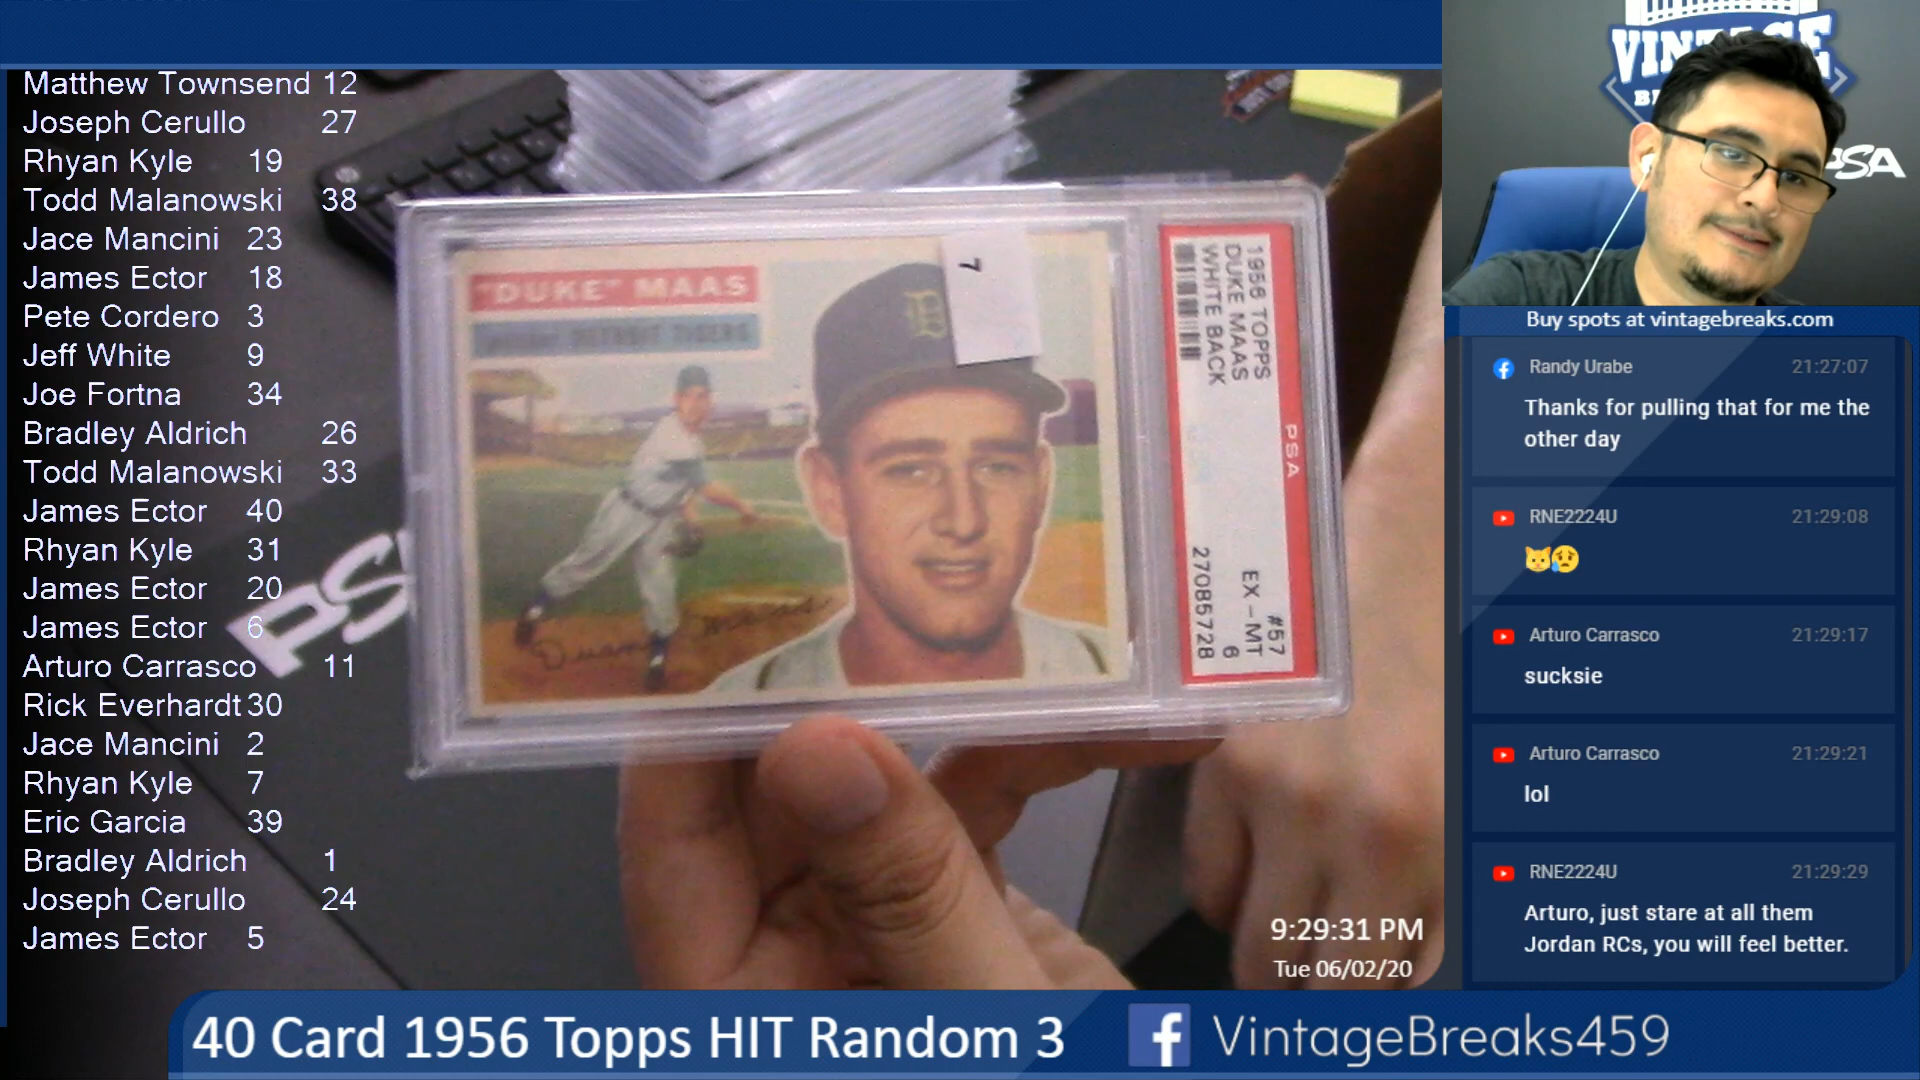 Matthew Townsend 12
Joseph Cerullo 27
Rhyan Kyle 19
Todd Malanowski 38
Jace Mancini 23
James Ector 18
Pete Cordero 3
Jeff White 9
Joe Fortna 34
Bradley Aldrich 26
Todd Malanowski 33
James Ector 40
Rhyan Kyle 31
James Ector 20
James Ector 6
Arturo Carrasco 11
Rick Everhardt 30
Jace Mancini 2
Rhyan Kyle 7
Eric Garcia 39
Bradley Aldrich 1
Joseph Cerullo 24
James Ector 5
PSA
"DUKE" MAAS
DETROIT TIGERS
7
1956 TOPPS #57
DUKE MAAS EX - MT
WHITE BACK 6
27085728
PSA
9:29:31 PM
Tue 06/02/20
VINTAGE
PSA
Buy spots at vintagebreaks.com
Randy Urabe 21:27:07
Thanks for pulling that for me the
other day
RNE2224U 21:29:08
Arturo Carrasco 21:29:17
sucksie
Arturo Carrasco 21:29:21
lol
RNE2224U 21:29:29
Arturo, just stare at all them
Jordan RCs, you will feel better.
40 Card 1956 Topps HIT Random 3
f VintageBreaks459